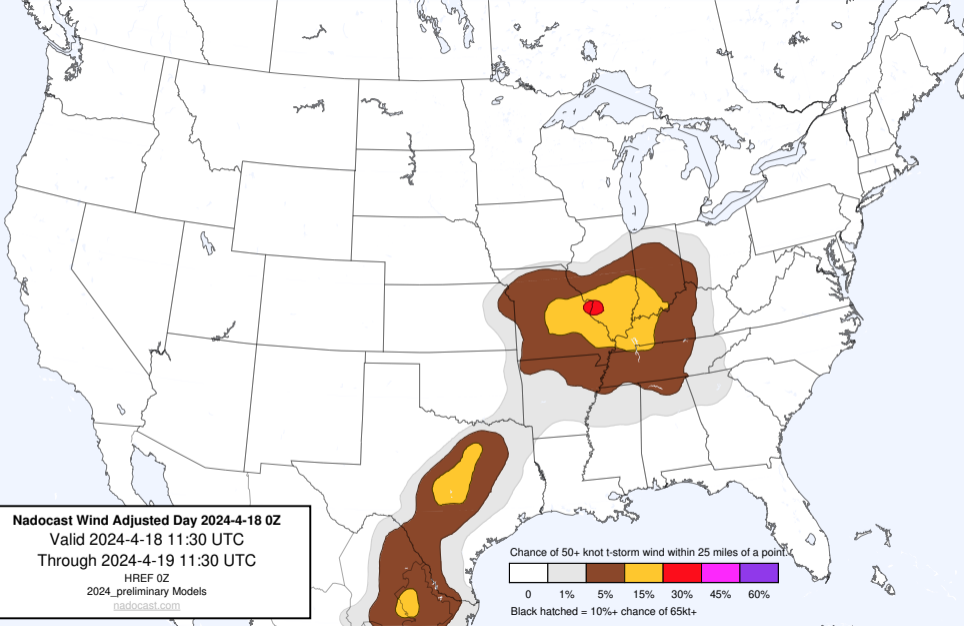 Nadocast Wind Adjusted Day 2024-4-18 0Z
Valid 2024-4-18 11:30 UTC
Through 2024-4-19 11:30 UTC
HREF 0Z
2024_preliminary Models
nadocast.com
Chance of 50+ knot t-storm wind within 25 miles of a point.
0 1% 5% 15% 30% 45% 60%
Black hatched = 10%+ chance of 65kt+